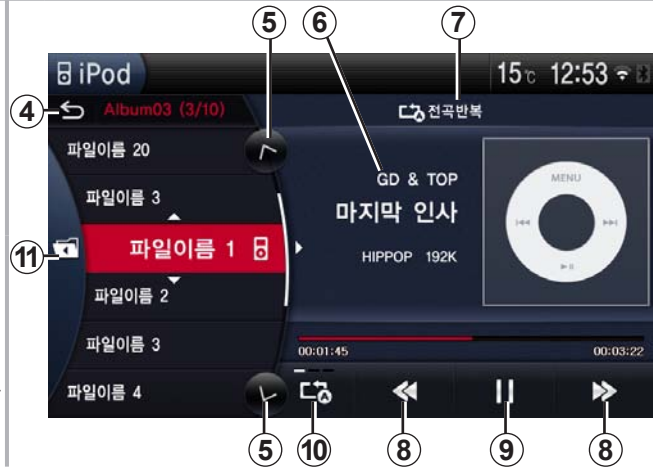 ⑤ ⑥ ⑦
iPod
15℃ 12:53
④ Album03 (3/10)
전곡반복
파일이름 20
파일이름 3
파일이름 1
파일이름 2
파일이름 3
파일이름 4
⑪
GD & TOP
마지막 인사
HIPPOP 192K
MENU
00:01:45 00:03:22
⑤ ⑩ ⑧ ⑨ ⑧